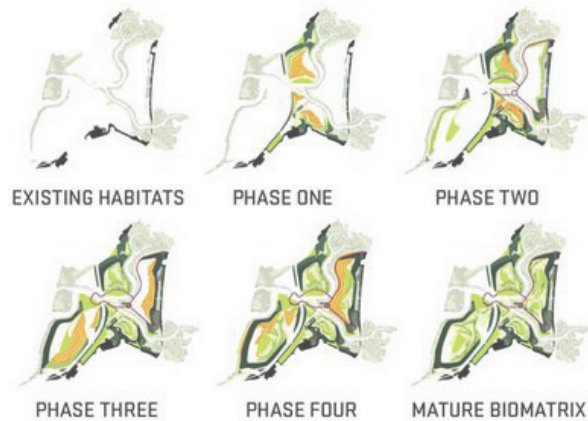 EXISTING HABITATS
PHASE ONE
PHASE TWO
PHASE THREE
PHASE FOUR
MATURE BIOMATRIX